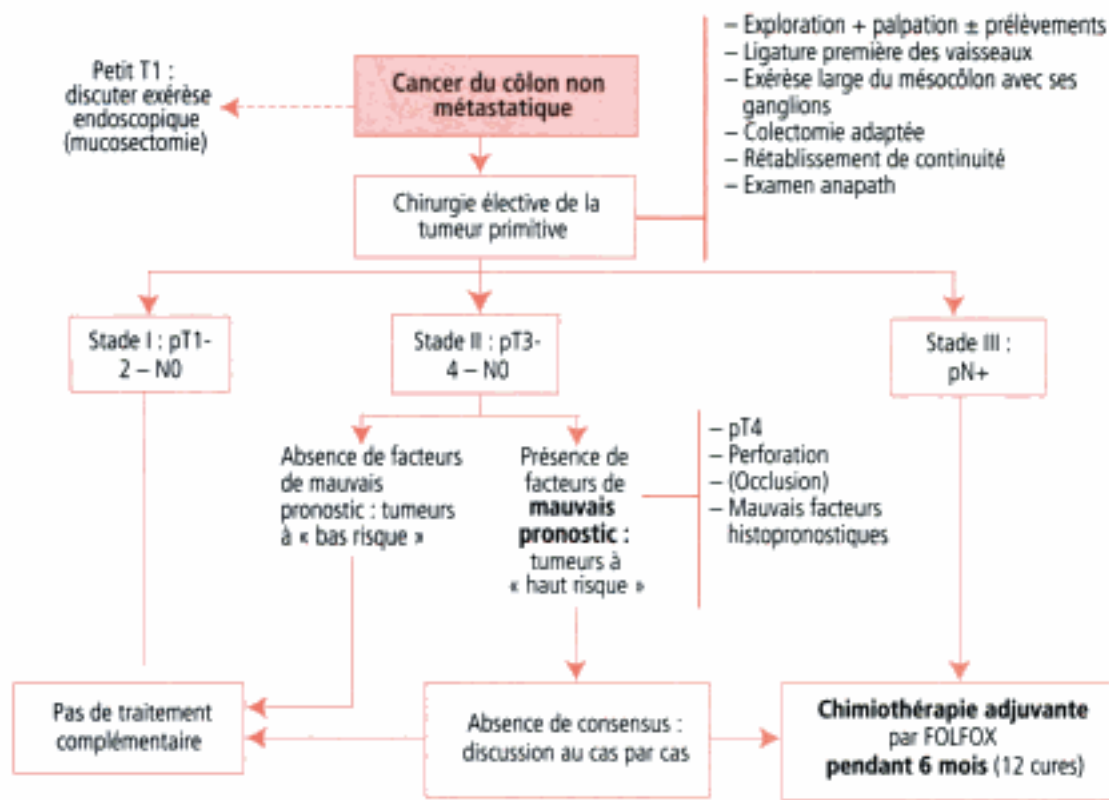 Petit T1 :
discuter exérèse
endoscopique
(mucosectomie)
Cancer du côlon non
métastatique
– Exploration + palpation ± prélèvements
– Ligature première des vaisseaux
– Exérèse large du mésocôlon avec ses
ganglions
– Colectomie adaptée
– Rétablissement de continuité
– Examen anapath
Chirurgie élective de la
tumeur primitive
Stade I : pT1-
2 – N0
Stade II : pT3-
4 – N0
Stade III :
pN+
Absence de facteurs
de mauvais
pronostic : tumeurs
à « bas risque »
Présence de
facteurs de
mauvais
pronostic :
tumeurs à
« haut risque »
– pT4
– Perforation
– (Occlusion)
– Mauvais facteurs
histopronostiques
Pas de traitement
complémentaire
Absence de consensus :
discussion au cas par cas
Chimiothérapie adjuvante
par FOLFOX
pendant 6 mois (12 cures)